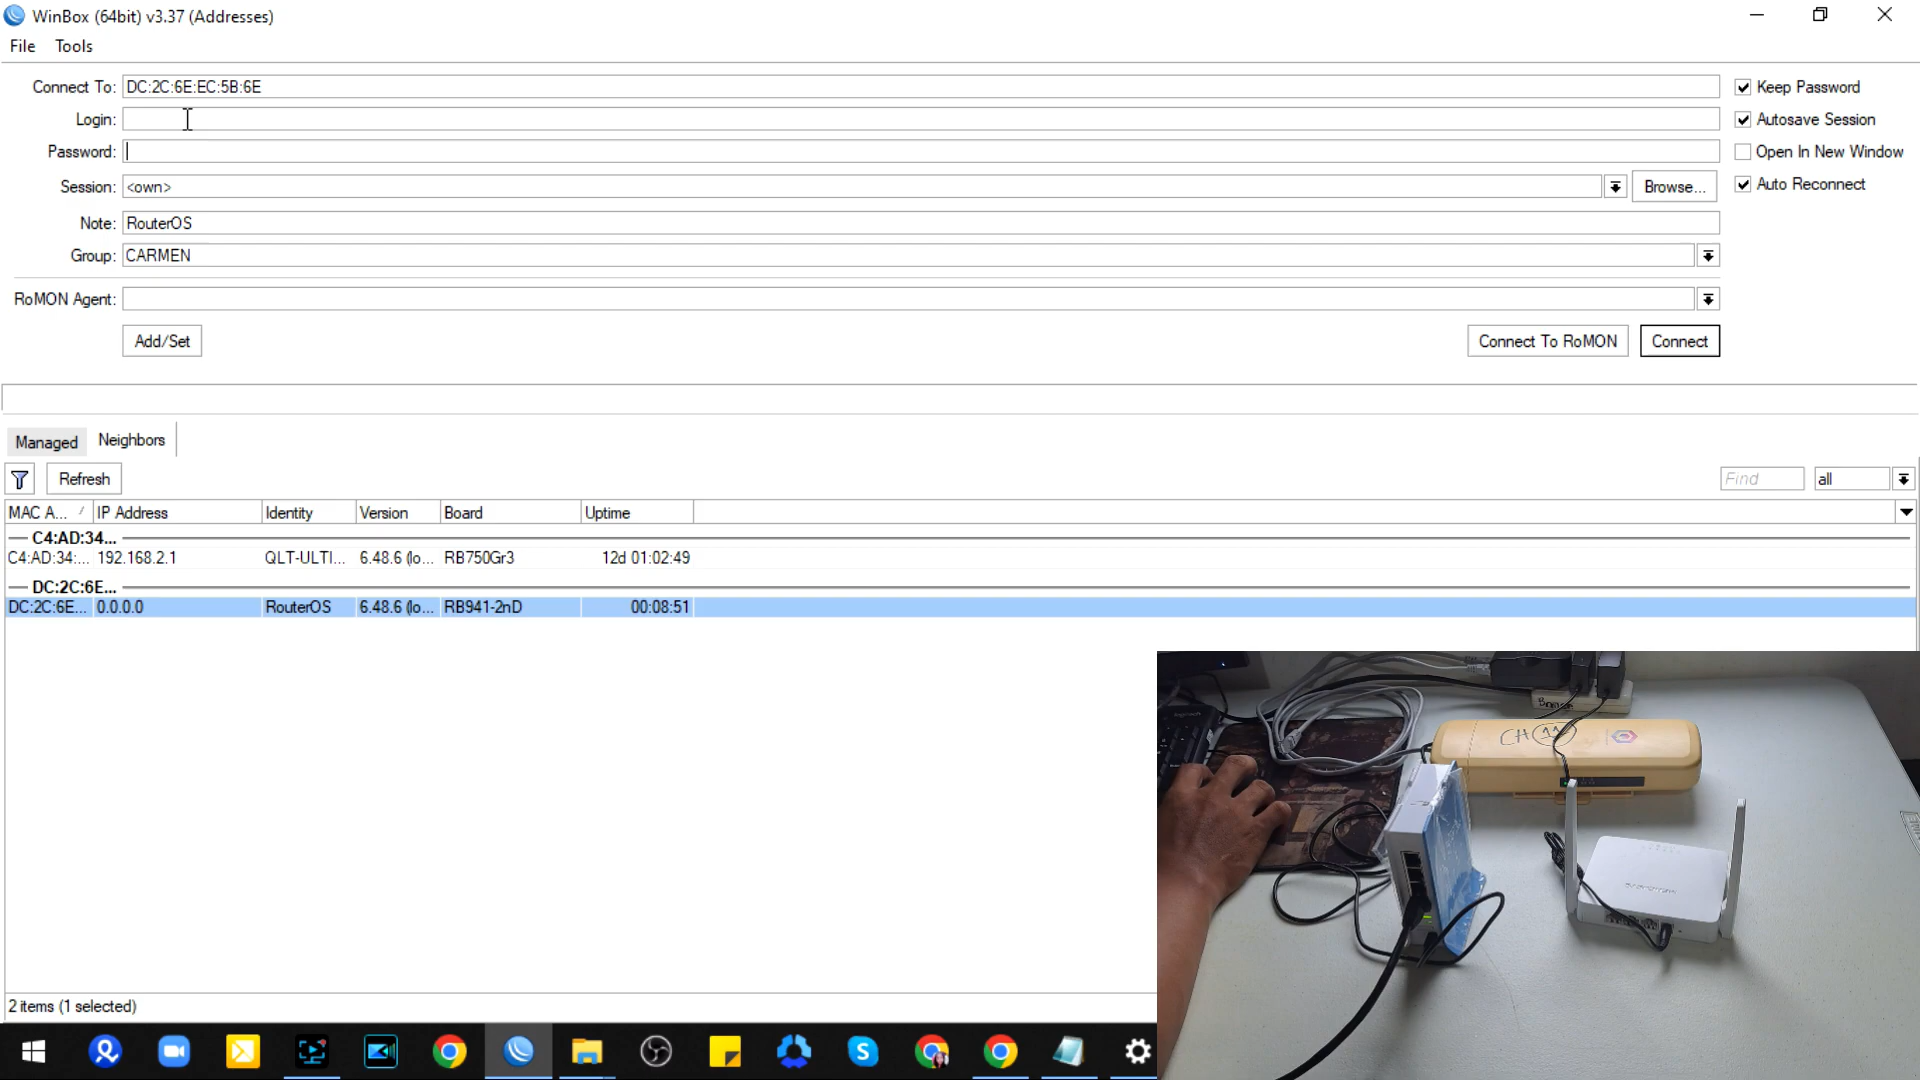 WinBox (64bit) v3.37 (Addresses)
File Tools
Connect To: DC:2C:6E:EC:5B:6E
Keep Password
Login:
Autosave Session
Password:
Open In New Window
Session: <own>
Browse...
Auto Reconnect
Note: RouterOS
Group: CARMEN
RoMON Agent:
Add/Set
Connect To RoMON
Connect
Managed Neighbors
Refresh
Find
all
MAC A... IP Address Identity Version Board Uptime
C4:AD:34...
C4:AD:34:... 192.168.2.1 QLT-ULTI... 6.48.6 (lo... RB750Gr3 12d 01:02:49
DC:2C:6E...
DC:2C:6E... 0.0.0.0 RouterOS 6.48.6 (lo... RB941-2nD 00:08:51
CH 11
2 items (1 selected)